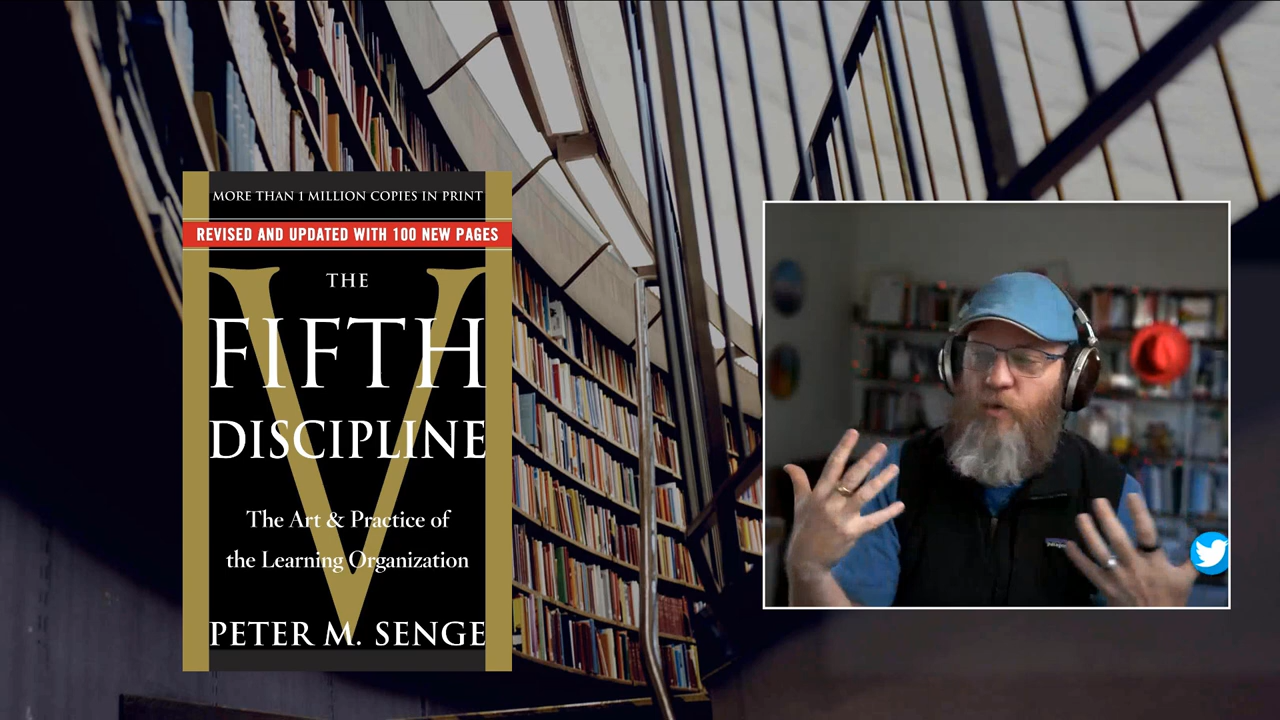 MORE THAN 1 MILLION COPIES IN PRINT
REVISED AND UPDATED WITH 100 NEW PAGES
THE
FIFTH
DISCIPLINE
The Art & Practice of
the Learning Organization
PETER M. SENGE
patagonia